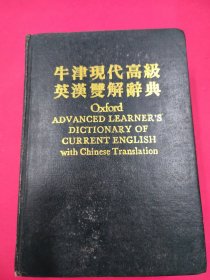 牛津現代高級
英漢雙解辭典
Oxford
ADVANCED LEARNER'S
DICTIONARY OF
CURRENT ENGLISH
with Chinese Translation